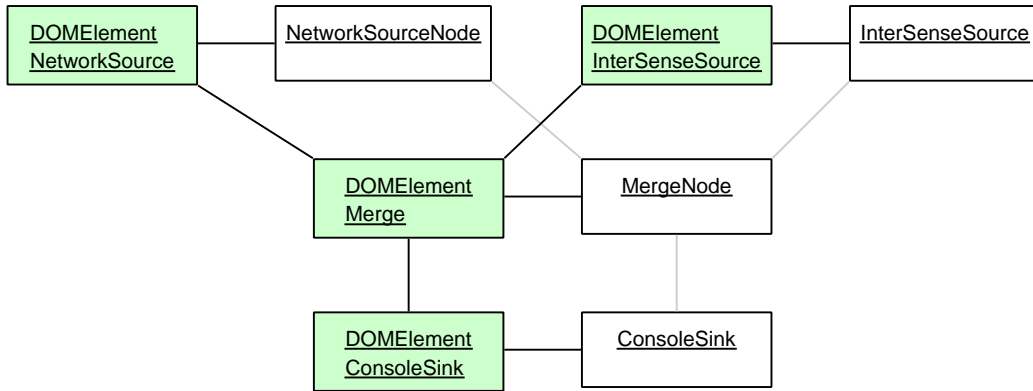 DOMElement
NetworkSource
NetworkSourceNode
DOMElement
InterSenseSource
InterSenseSource
DOMElement
Merge
MergeNode
DOMElement
ConsoleSink
ConsoleSink